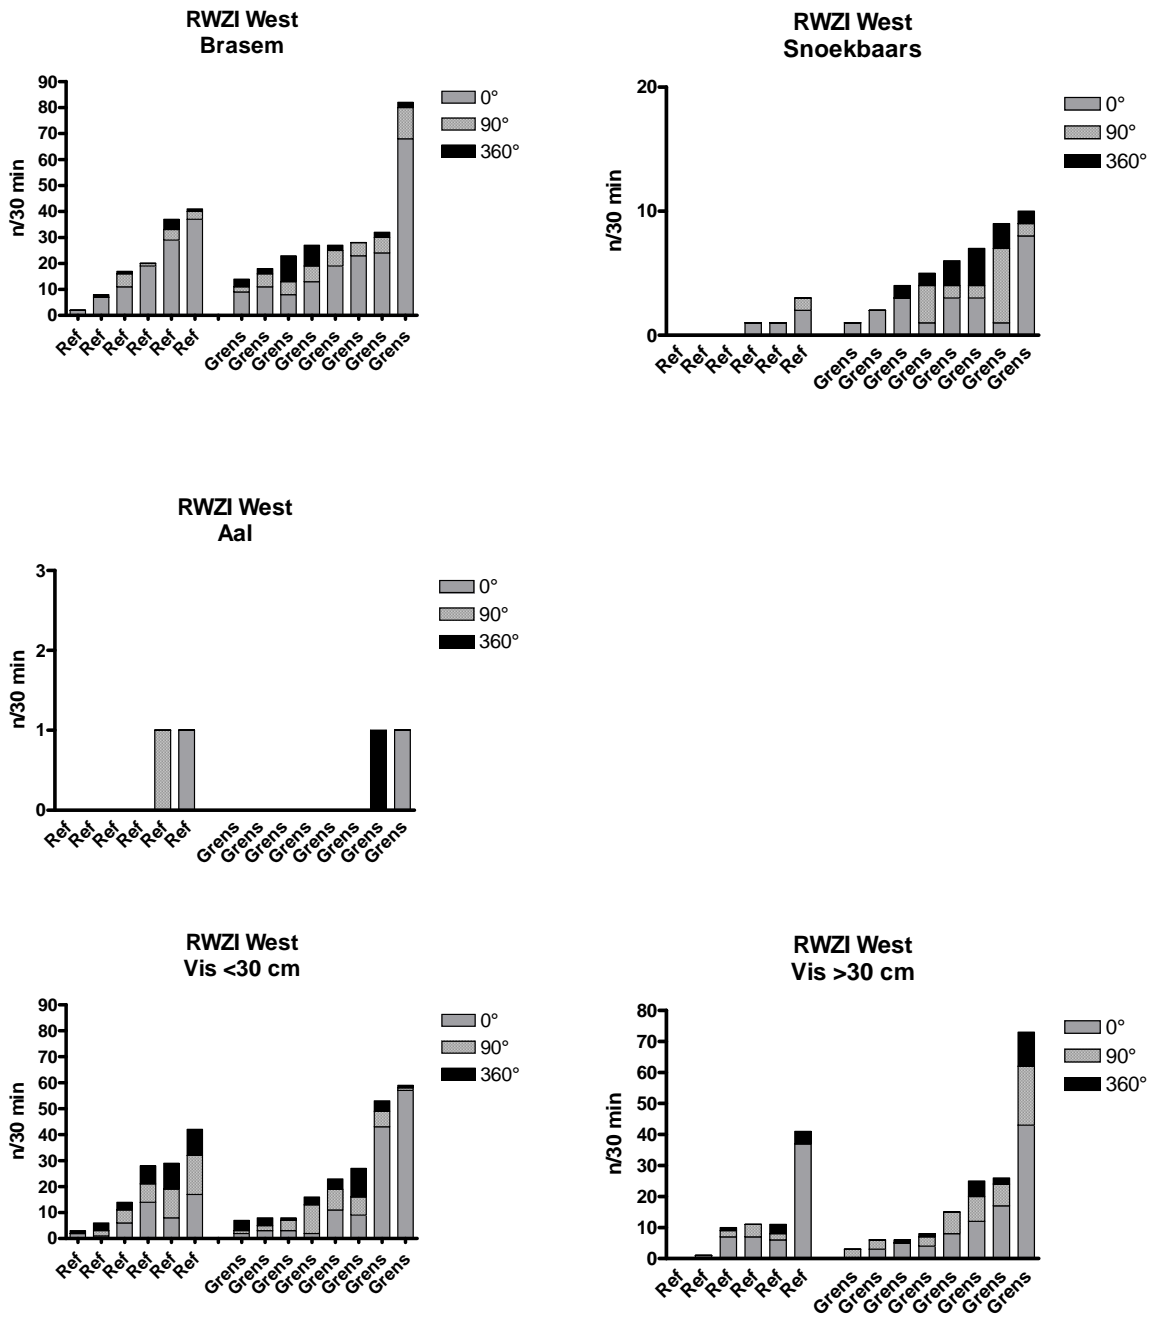 RWZI West
Brasem
n/30 min
90
80
70
60
50
40
30
20
10
0
Ref Ref Ref Ref Ref Ref Grens Grens Grens Grens Grens Grens Grens Grens
0°
90°
360°
RWZI West
Snoekbaars
n/30 min
20
10
0
Ref Ref Ref Ref Ref Ref Grens Grens Grens Grens Grens Grens Grens Grens
0°
90°
360°
RWZI West
Aal
n/30 min
3
2
1
0
Ref Ref Ref Ref Ref Ref Grens Grens Grens Grens Grens Grens Grens Grens
0°
90°
360°
RWZI West
Vis <30 cm
n/30 min
90
80
70
60
50
40
30
20
10
0
Ref Ref Ref Ref Ref Ref Grens Grens Grens Grens Grens Grens Grens Grens
0°
90°
360°
RWZI West
Vis >30 cm
n/30 min
80
70
60
50
40
30
20
10
0
Ref Ref Ref Ref Ref Ref Grens Grens Grens Grens Grens Grens Grens Grens
0°
90°
360°